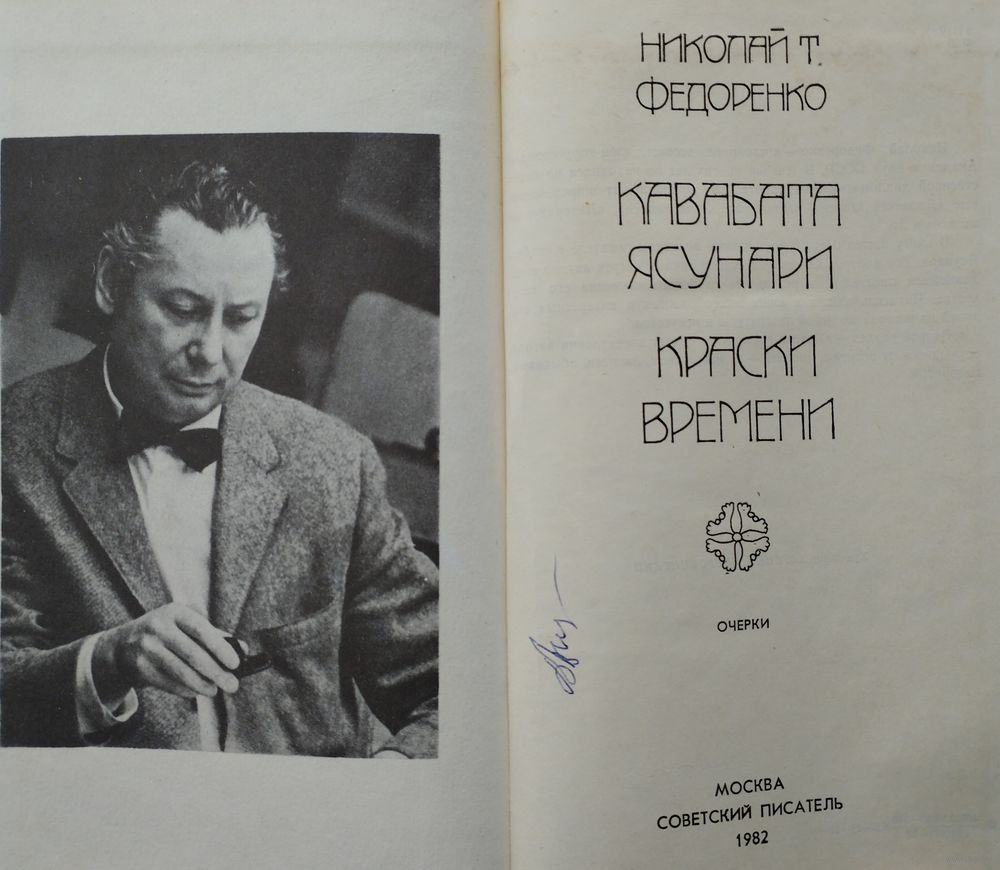 НИКОЛАЙ Т.
ФЕДОРЕНКО
КАВАБАТА
ЯСУНАРИ
КРАСКИ
ВРЕМЕНИ
ОЧЕРКИ
МОСКВА
СОВЕТСКИЙ ПИСАТЕЛЬ
1982